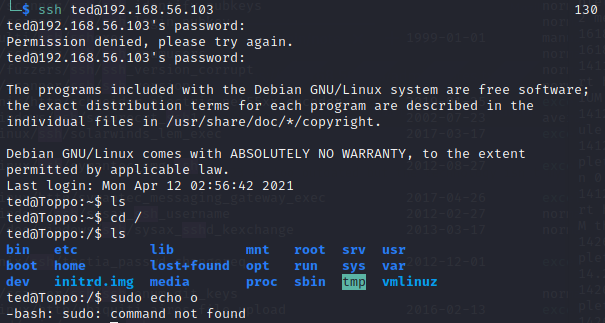 └─$ ssh ted@192.168.56.103 130
ted@192.168.56.103's password:
Permission denied, please try again.
ted@192.168.56.103's password:

The programs included with the Debian GNU/Linux system are free software;
the exact distribution terms for each program are described in the
individual files in /usr/share/doc/*/copyright.

Debian GNU/Linux comes with ABSOLUTELY NO WARRANTY, to the extent
permitted by applicable law.
Last login: Mon Apr 12 02:56:42 2021
ted@Toppo:~$ ls
ted@Toppo:~$ cd /
ted@Toppo:/$ ls
bin etc lib mnt root srv usr
boot home lost+found opt run sys var
dev initrd.img media proc sbin tmp vmlinuz
ted@Toppo:/$ sudo echo o
-bash: sudo: command not found